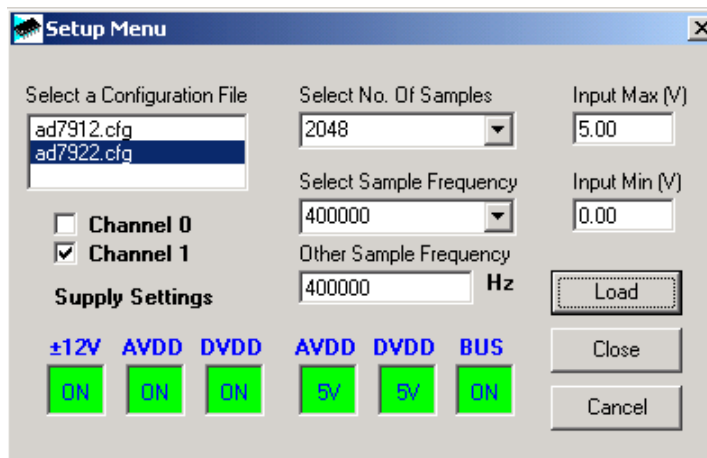 Setup Menu
Select a Configuration File
ad7912.cfg
ad7922.cfg
Channel 0
Channel 1
Supply Settings
Select No. Of Samples
2048
Select Sample Frequency
400000
Other Sample Frequency
400000 Hz
Input Max (V)
5.00
Input Min (V)
0.00
Load
Close
Cancel
±12V AVDD DVDD AVDD DVDD BUS
ON ON ON 5V 5V ON